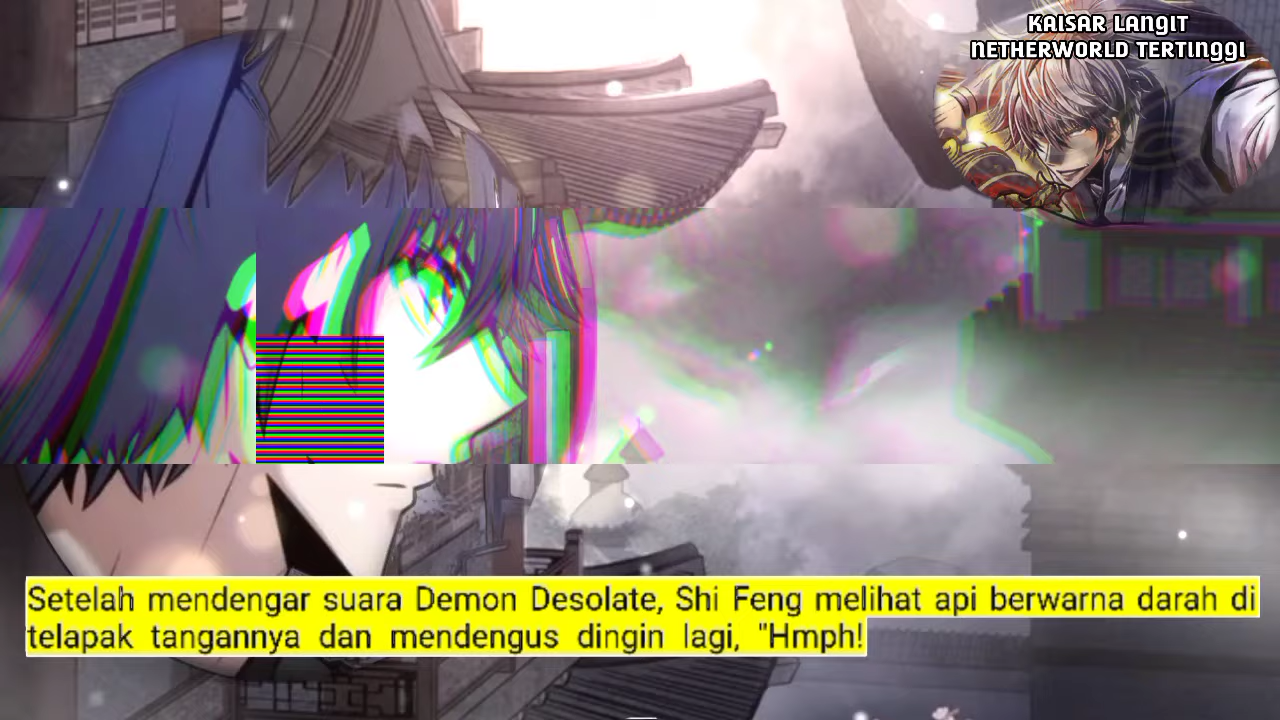 KAISAR LANGIT
NETHERWORLD TERTINGGI
Setelah mendengar suara Demon Desolate, Shi Feng melihat api berwarna darah di
telapak tangannya dan mendengus dingin lagi, "Hmph!